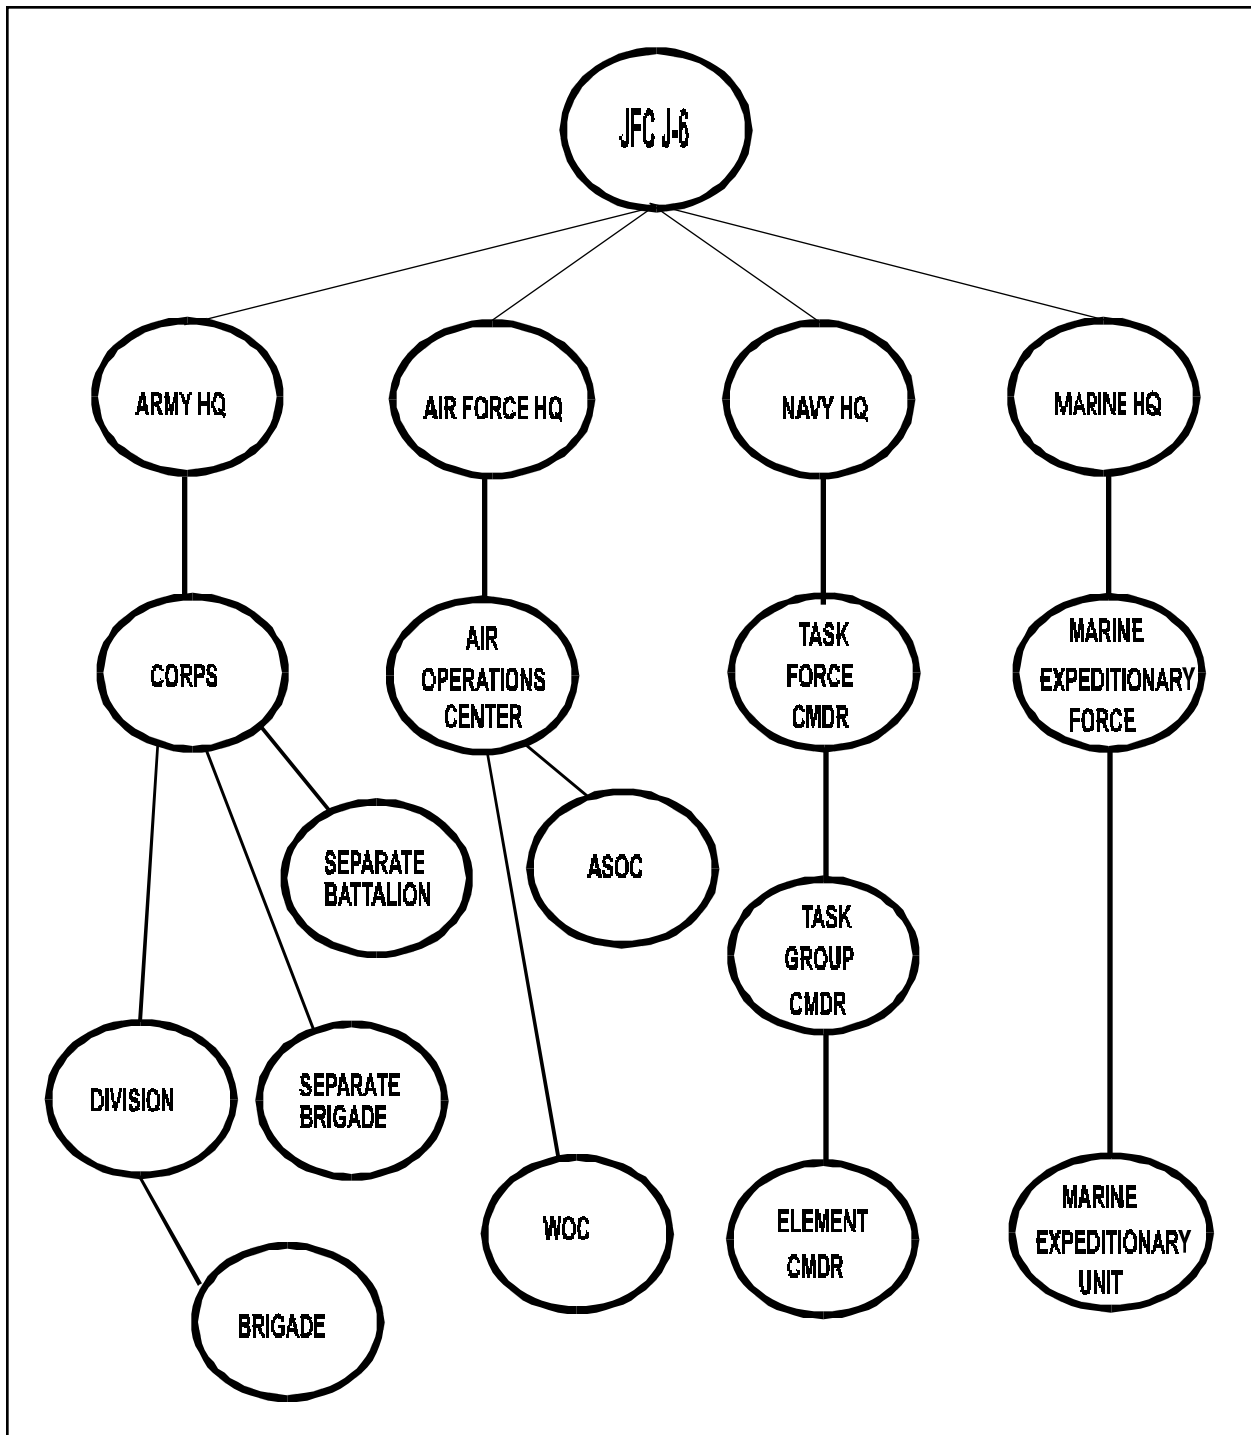 JFC J-6
ARMY HQ
AIR FORCE HQ
NAVY HQ
MARINE HQ
CORPS
AIR
OPERATIONS
CENTER
TASK
FORCE
CMDR
MARINE
EXPEDITIONARY
FORCE
SEPARATE
BATTALION
ASOC
TASK
GROUP
CMDR
DIVISION
SEPARATE
BRIGADE
WOC
ELEMENT
CMDR
MARINE
EXPEDITIONARY
UNIT
BRIGADE